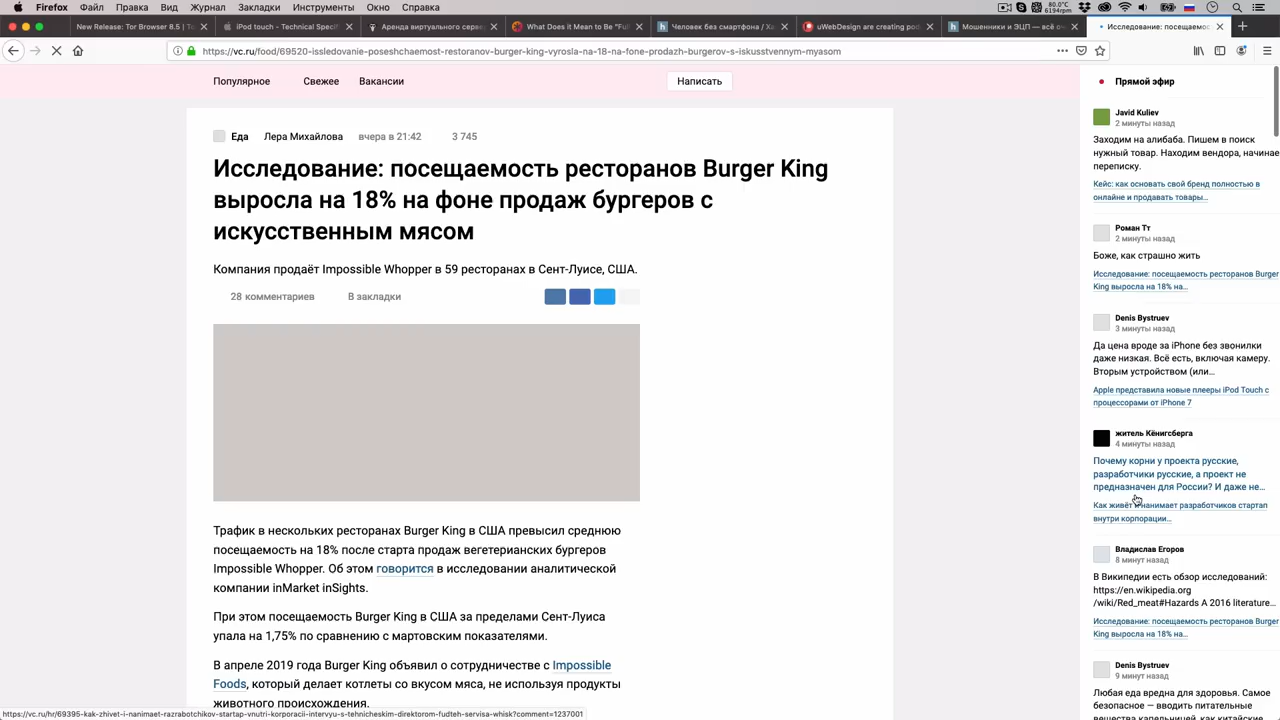 Firefox Файл Правка Вид Журнал Закладки Инструменты Окно Справка
80.0°C
6194rpm
New Release: Tor Browser 8.5 | To
iPod touch - Technical Specif
Аренда виртуального серве
What Does it Mean to Be "Full
Человек без смартфона / Ха
uWebDesign are creating pod
Мошенники и ЭЦП — всё оч
Исследование: посещаемос
https://vc.ru/food/69520-issledovanie-poseshchaemost-restoranov-burger-king-vyrosla-na-18-na-fone-prodazh-burgerov-s-iskusstvennym-myasom
Популярное Свежее Вакансии Написать
Еда Лера Михайлова вчера в 21:42 3 745
Исследование: посещаемость ресторанов Burger King
выросла на 18% на фоне продаж бургеров с
искусственным мясом
Компания продаёт Impossible Whopper в 59 ресторанах в Сент-Луисе, США.
28 комментариев В закладки
Трафик в нескольких ресторанах Burger King в США превысил среднюю
посещаемость на 18% после старта продаж вегетерианских бургеров
Impossible Whopper. Об этом говорится в исследовании аналитической
компании inMarket inSights.
При этом посещаемость Burger King в США за пределами Сент-Луиса
упала на 1,75% по сравнению с мартовским показателями.
В апреле 2019 года Burger King объявил о сотрудничестве с Impossible
Foods, который делает котлеты со вкусом мяса, не используя продукты
животного происхождения.
Прямой эфир
Javid Kuliev
2 минуты назад
Заходим на алибаба. Пишем в поиск
нужный товар. Находим вендора, начинае
переписку.
Кейс: как основать свой бренд полностью в
онлайне и продавать товары...
Роман Тт
2 минуты назад
Боже, как страшно жить
Исследование: посещаемость ресторанов Burger
King выросла на 18% на...
Denis Bystruev
3 минуты назад
Да цена вроде за iPhone без звонилки
даже низкая. Всё есть, включая камеру.
Вторым устройством (или...
Apple представила новые плееры iPod Touch с
процессорами от iPhone 7
житель Кёнигсберга
4 минуты назад
Почему корни у проекта русские,
разработчики русские, а проект не
предназначен для России? И даже не...
Как живёт и нанимает разработчиков стартап
внутри корпорации...
Владислав Егоров
8 минут назад
В Википедии есть обзор исследований:
https://en.wikipedia.org
/wiki/Red_meat#Hazards A 2016 literature...
Исследование: посещаемость ресторанов Burger
King выросла на 18% на...
Denis Bystruev
9 минут назад
Любая еда вредна для здоровья. Самое
безопасное — вводить питательные
вещества капельницей, как китайские
https://vc.ru/hr/69395-kak-zhivet-i-nanimaet-razrabotchikov-startap-vnutri-korporacii-intervyu-s-tehnicheskim-direktorom-fudteh-servisa-whisk?comment=1237001